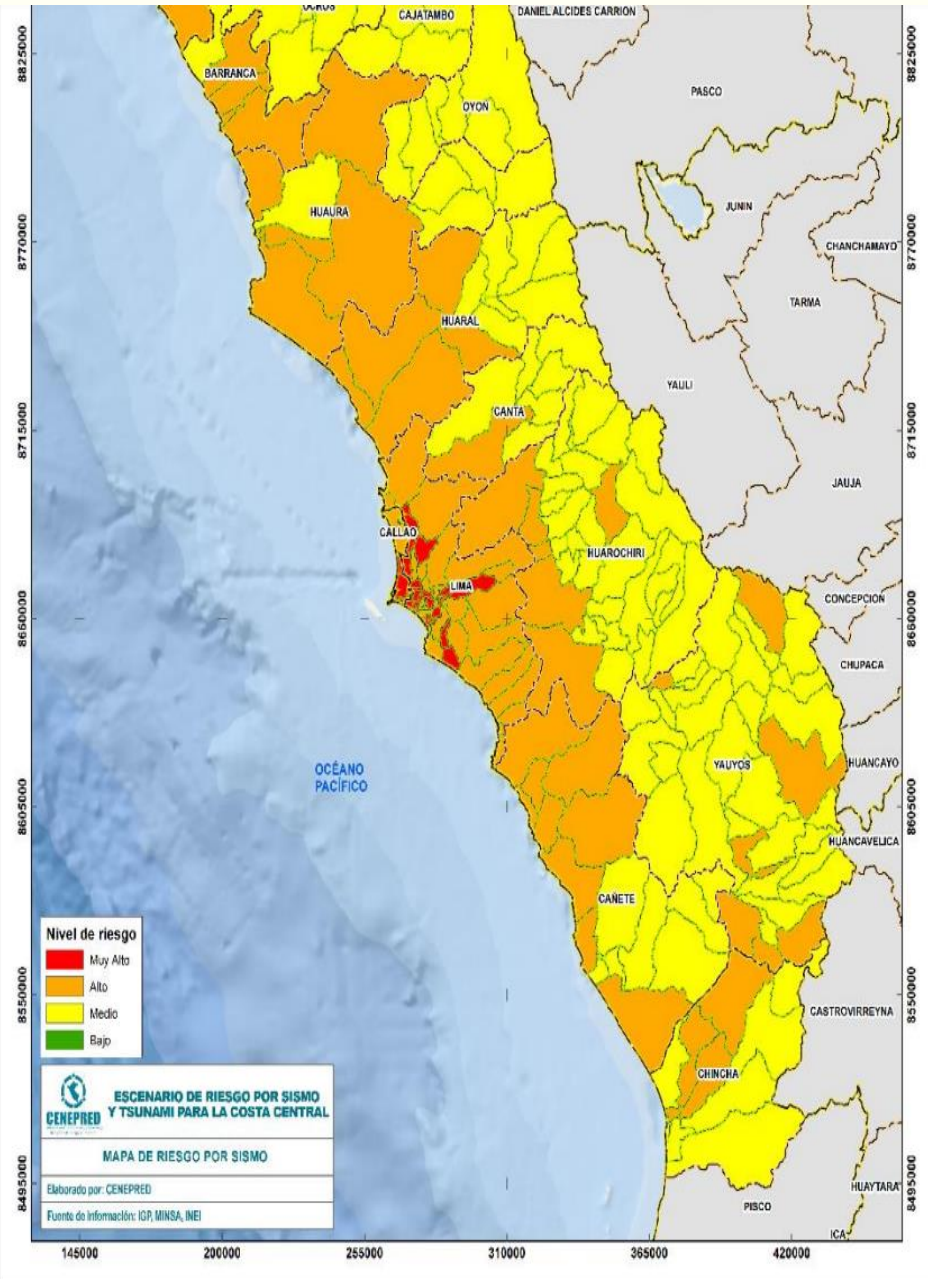 OCROS
CAJATAMBO
DANIEL ALCIDES CARRION
8825000
8825000
BARRANCA
PASCO
OYON
JUNIN
HUAURA
8770000
8770000
CHANCHAMAYO
TARMA
HUARAL
YAULI
CANTA
8715000
8715000
JAUJA
CALLAO
HUAROCHIRI
LIMA
CONCEPCION
8660000
8660000
CHUPACA
OCÉANO
PACÍFICO
YAUYOS
HUANCAYO
8605000
8605000
HUANCAVELICA
CAÑETE
Nivel de riesgo
Muy Alto
Alto
Medio
Bajo
8550000
8550000
CASTROVIRREYNA
CHINCHA
CENEPRED
ESCENARIO DE RIESGO POR SISMO
Y TSUNAMI PARA LA COSTA CENTRAL
MAPA DE RIESGO POR SISMO
Elaborado por: CENEPRED
Fuente de Información: IGP, MINSA, INEI
8495000
8495000
HUAYTARA
PISCO
ICA
145000
200000
255000
310000
365000
420000